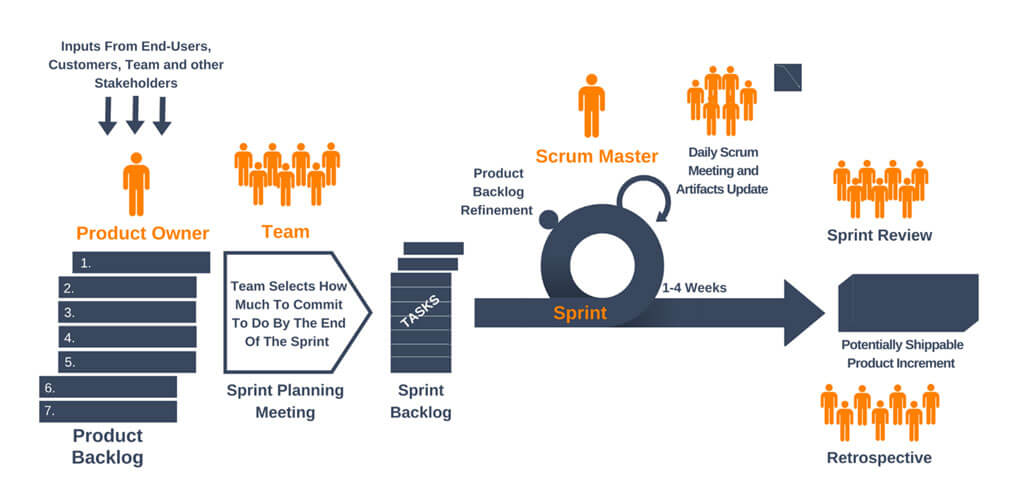 Inputs From End-Users,
Customers, Team and other
Stakeholders
Product Owner
1.
2.
3.
4.
5.
6.
7.
Product
Backlog
Team
Team Selects How
Much To Commit
To Do By The End
Of The Sprint
Sprint Planning
Meeting
TASKS
Sprint
Backlog
Product
Backlog
Refinement
Scrum Master
Daily Scrum
Meeting and
Artifacts Update
1-4 Weeks
Sprint
Sprint Review
Potentially Shippable
Product Increment
Retrospective